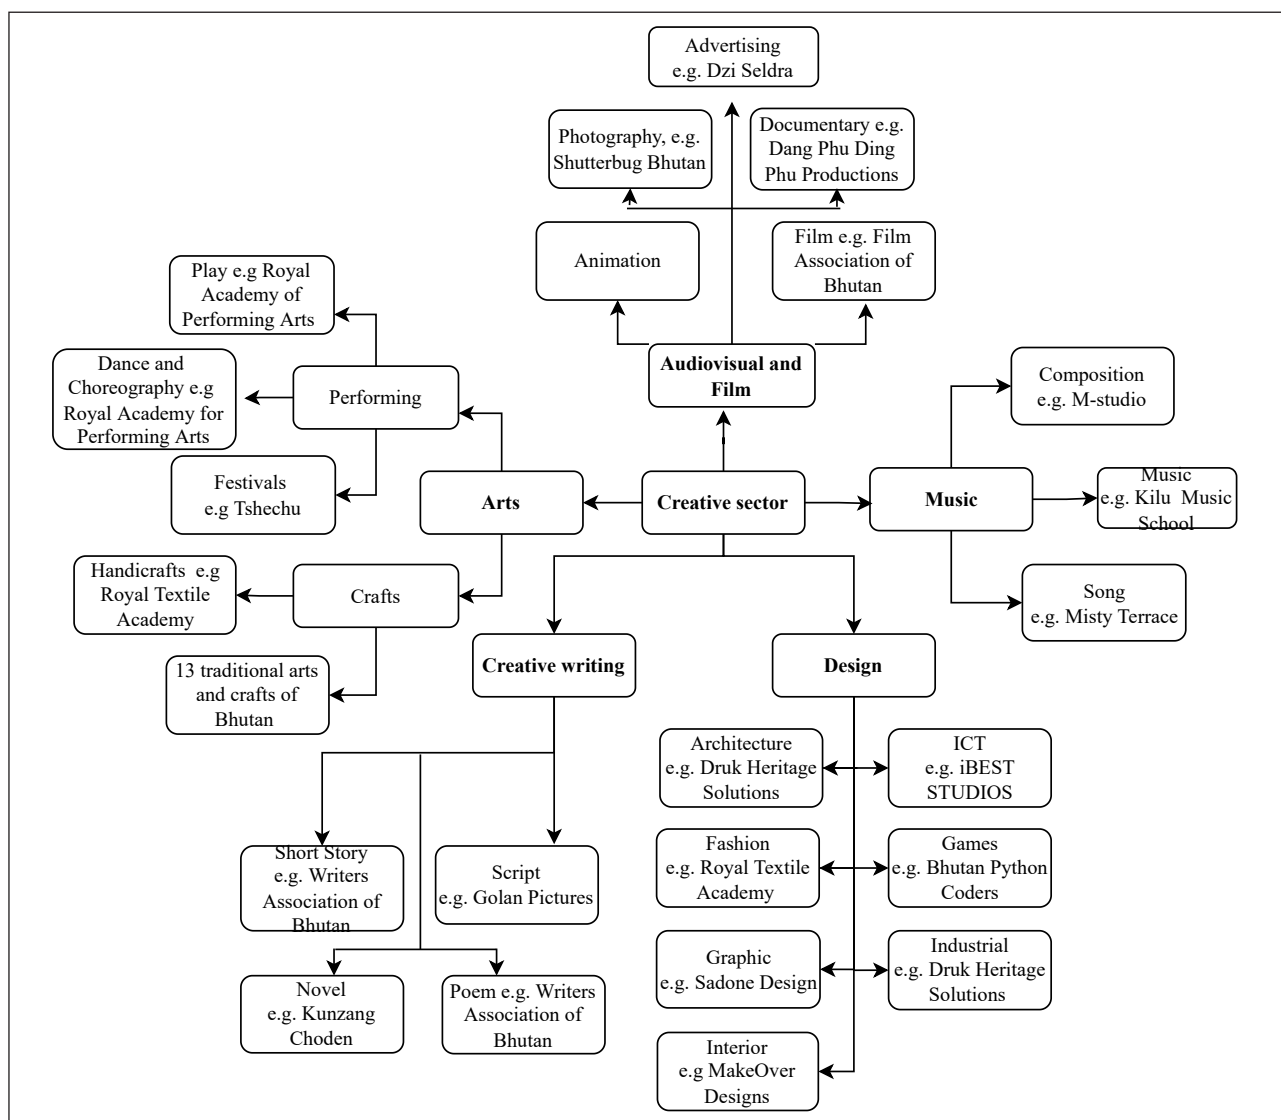 Advertising
e.g. Dzi Seldra
Photography, e.g.
Shutterbug Bhutan
Documentary e.g.
Dang Phu Ding
Phu Productions
Animation
Film e.g. Film
Association of
Bhutan
Play e.g Royal
Academy of
Performing Arts
Dance and
Choreography e.g
Royal Academy for
Performing Arts
Performing
Audiovisual and
Film
Composition
e.g. M-studio
Festivals
e.g Tshechu
Arts
Creative sector
Music
Music
e.g. Kilu Music
School
Handicrafts e.g
Royal Textile
Academy
Crafts
Song
e.g. Misty Terrace
13 traditional arts
and crafts of
Bhutan
Creative writing
Design
Architecture
e.g. Druk Heritage
Solutions
ICT
e.g. iBEST
STUDIOS
Short Story
e.g. Writers
Association of
Bhutan
Script
e.g. Golan Pictures
Fashion
e.g. Royal Textile
Academy
Games
e.g. Bhutan Python
Coders
Graphic
e.g. Sadone Design
Industrial
e.g. Druk Heritage
Solutions
Novel
e.g. Kunzang
Choden
Poem e.g. Writers
Association of
Bhutan
Interior
e.g MakeOver
Designs